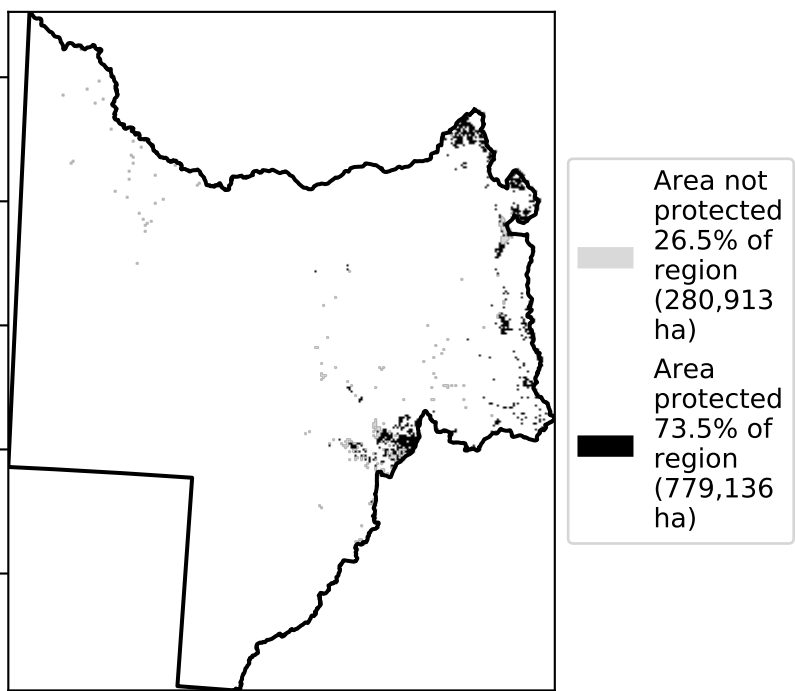 Area not
protected
26.5% of
region
(280,913
ha)
Area
protected
73.5% of
region
(779,136
ha)